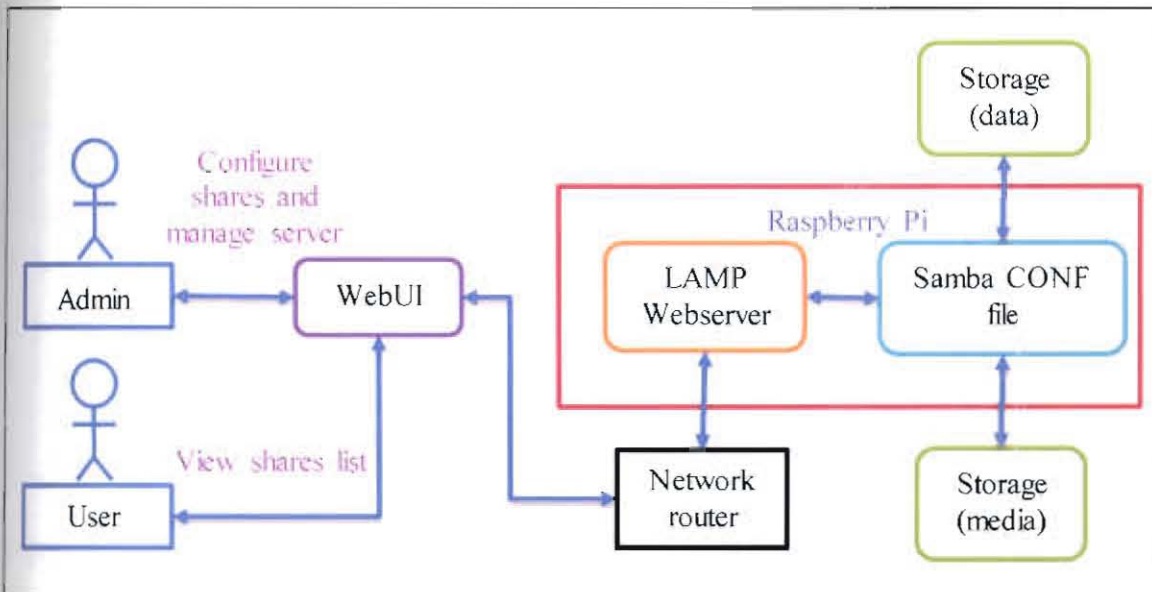 Storage
(data)
Configure
shares and
manage server
Raspberry Pi
Admin
WebUI
LAMP
Webserver
Samba CONF
file
View shares list
User
Network
router
Storage
(media)